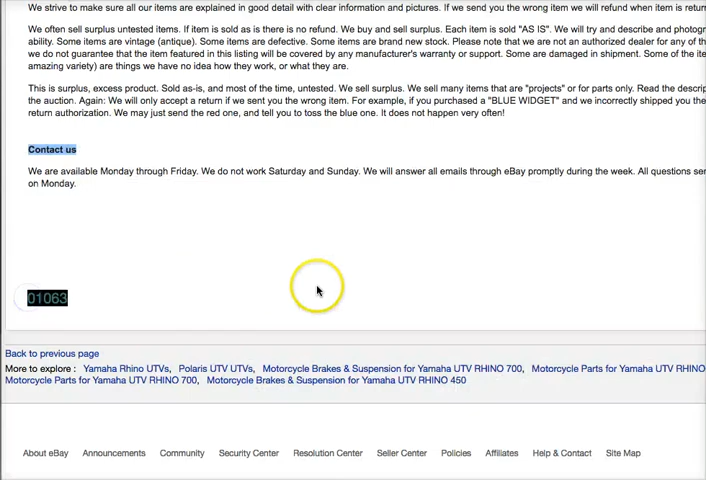 We strive to make sure all our items are explained in good detail with clear information and pictures. If we send you the wrong item we will refund when item is
We often sell surplus untested items. If item is sold as-is there is no refund. We buy and sell surplus. Each item is sold "AS IS". We will try and describe and
ability. Some items are vintage (antique). Some items are defective. Some items are brand new stock. Please note that we are not an authorized dealer for any of
we do not guarantee that the item featured in this listing will be covered by any manufacturer's warranty or support. Some are damaged in shipment. Some of the
amazing variety) are things we have no idea how they work, or what they are.
This is surplus, excess product. Sold as-is, and most of the time, untested. We sell surplus. We sell many items that are "projects" or for parts only. Read the
the auction. Again: We will only accept a return if we sent you the wrong item. For example, if you purchased a "BLUE WIDGET" and we incorrectly shipped you the
return authorization. We may just send the red one, and tell you to toss the blue one. It does not happen very often!
Contact us
We are available Monday through Friday. We do not work Saturday and Sunday. We will answer all emails through eBay promptly during the week. All questions
on Monday.
01063
Back to previous page
More to explore : Yamaha Rhino UTVs, Polaris UTV UTVs, Motorcycle Brakes & Suspension for Yamaha UTV RHINO 700, Motorcycle Parts for Yamaha UTV RHINO
Motorcycle Parts for Yamaha UTV RHINO 700, Motorcycle Brakes & Suspension for Yamaha UTV RHINO 450
About eBay Announcements Community Security Center Resolution Center Seller Center Policies Affiliates Help & Contact Site Map